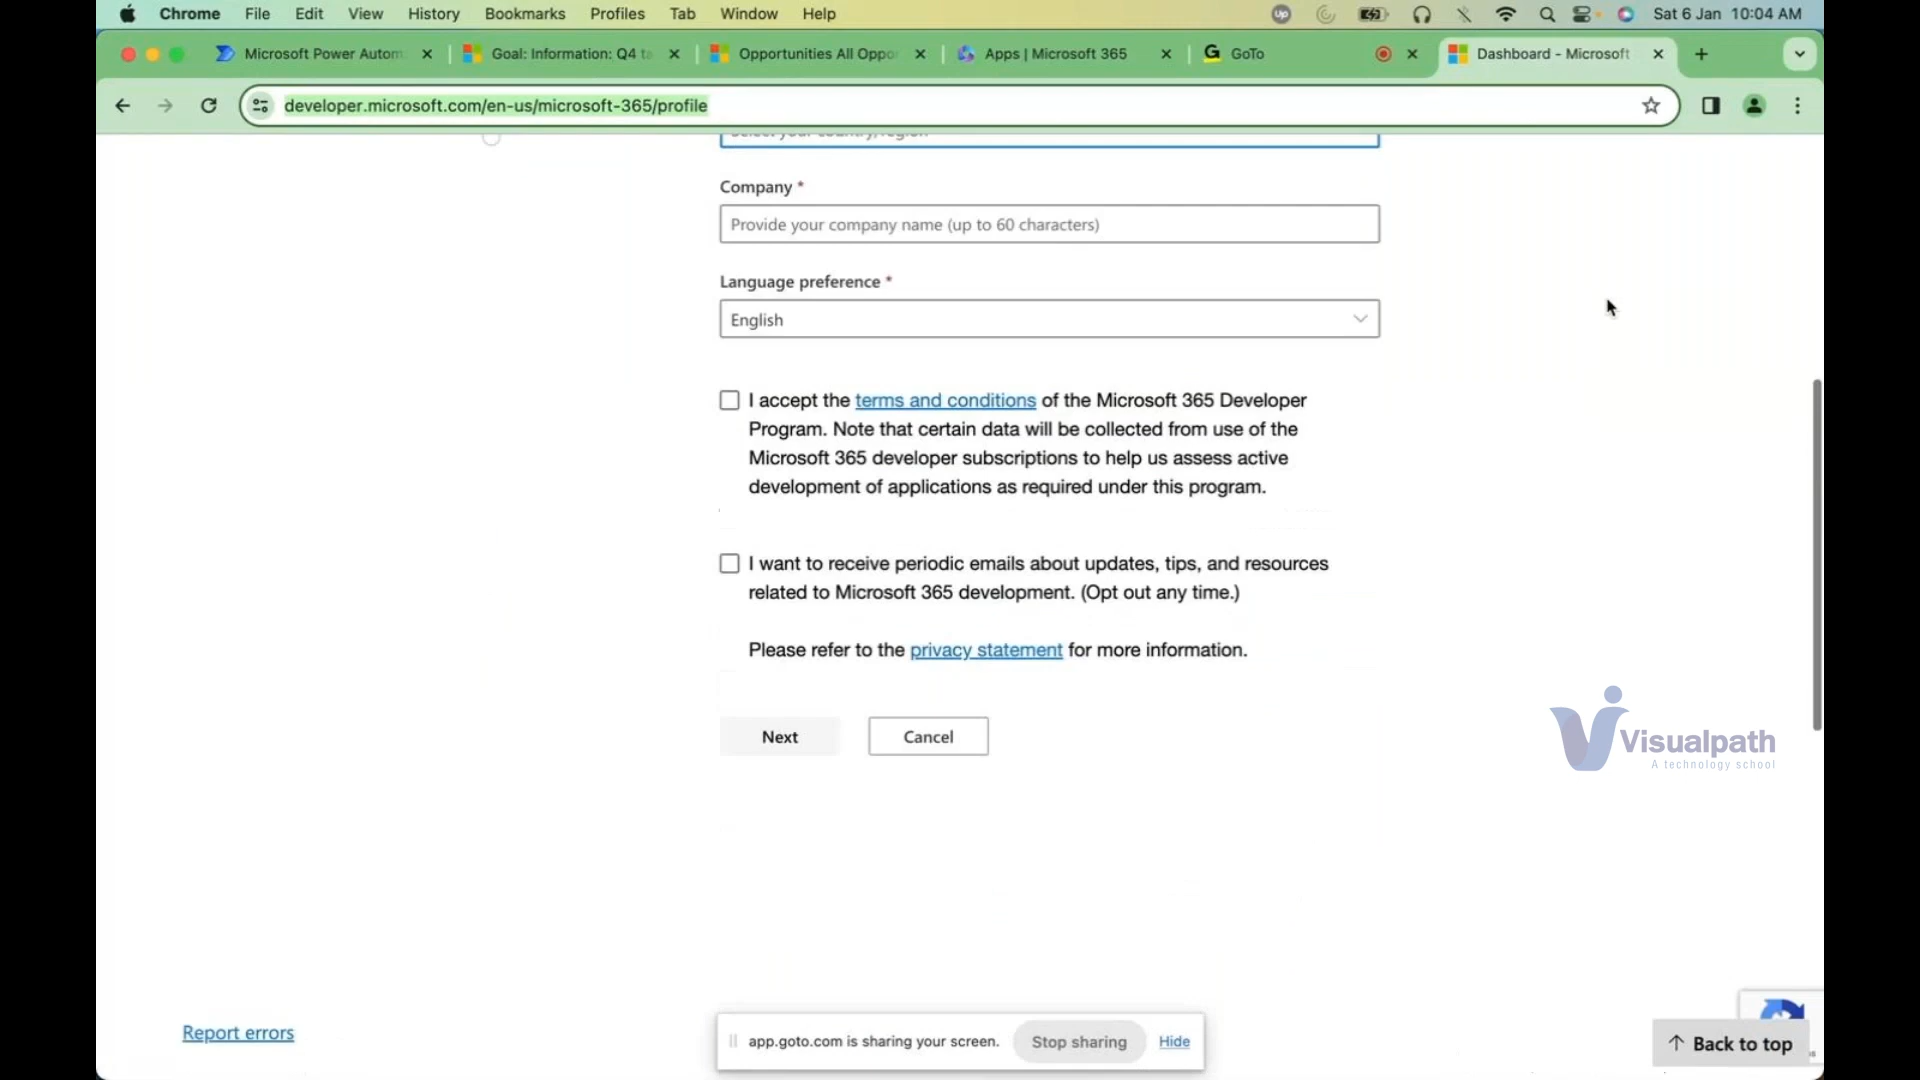 Chrome File Edit View History Bookmarks Profiles Tab Window Help Up Sat 6 Jan 10:04 AM
Microsoft Power Autom Goal: Information: Q4 ta Opportunities All Oppo Apps | Microsoft 365 GoTo Dashboard - Microsoft
developer.microsoft.com/en-us/microsoft-365/profile
Select your country/region
Company *
Provide your company name (up to 60 characters)
Language preference *
English
I accept the terms and conditions of the Microsoft 365 Developer
Program. Note that certain data will be collected from use of the
Microsoft 365 developer subscriptions to help us assess active
development of applications as required under this program.
I want to receive periodic emails about updates, tips, and resources
related to Microsoft 365 development. (Opt out any time.)
Please refer to the privacy statement for more information.
Next Cancel
Visualpath
A technology school
Report errors
app.goto.com is sharing your screen. Stop sharing Hide
Back to top